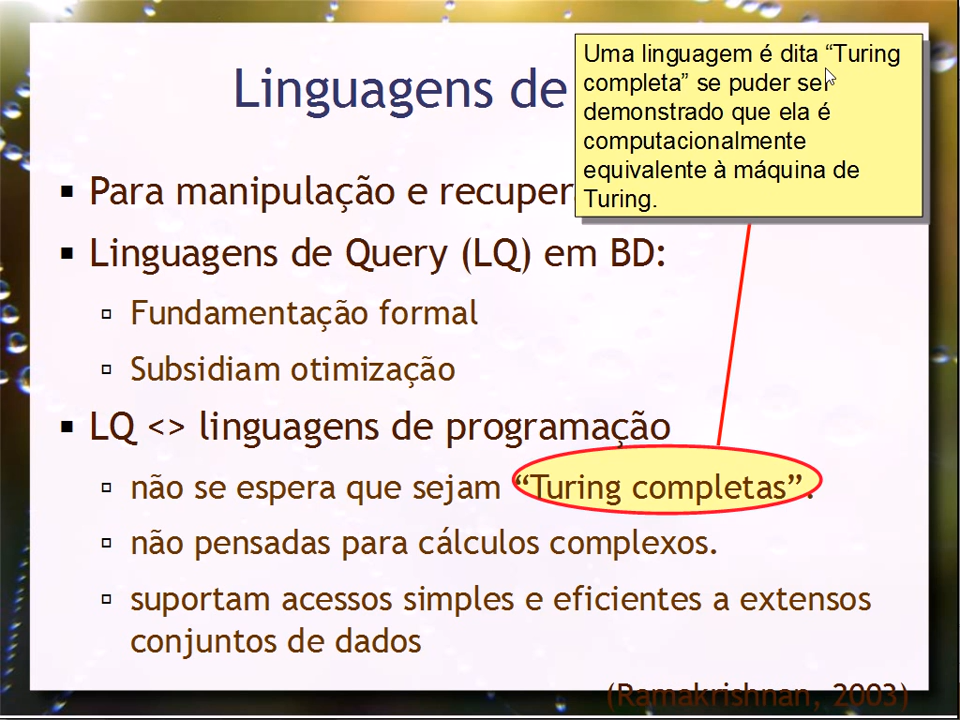 Linguagens de
Uma linguagem é dita “Turing
completa” se puder ser
demonstrado que ela é
computacionalmente
equivalente à máquina de
Turing.
▪ Para manipulação e recuper
▪ Linguagens de Query (LQ) em BD:
▫ Fundamentação formal
▫ Subsidiam otimização
▪ LQ <> linguagens de programação
▫ não se espera que sejam “Turing completas”.
▫ não pensadas para cálculos complexos.
▫ suportam acessos simples e eficientes a extensos
conjuntos de dados
(Ramakrishnan, 2003)